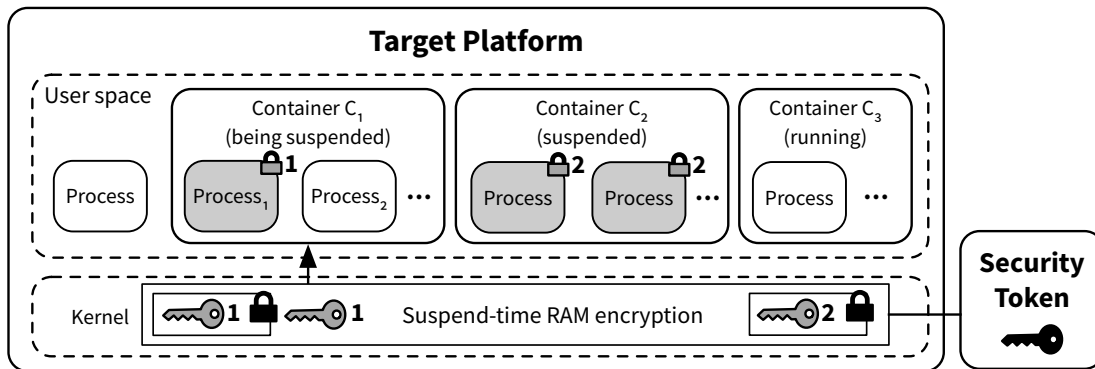 Target Platform
User space
Container C₁
(being suspended)
Container C₂
(suspended)
Container C₃
(running)
Process
Process₁
1
Process₂
...
Process
2
Process
2
...
Process
...
Security
Token
Kernel
1
1
Suspend-time RAM encryption
2